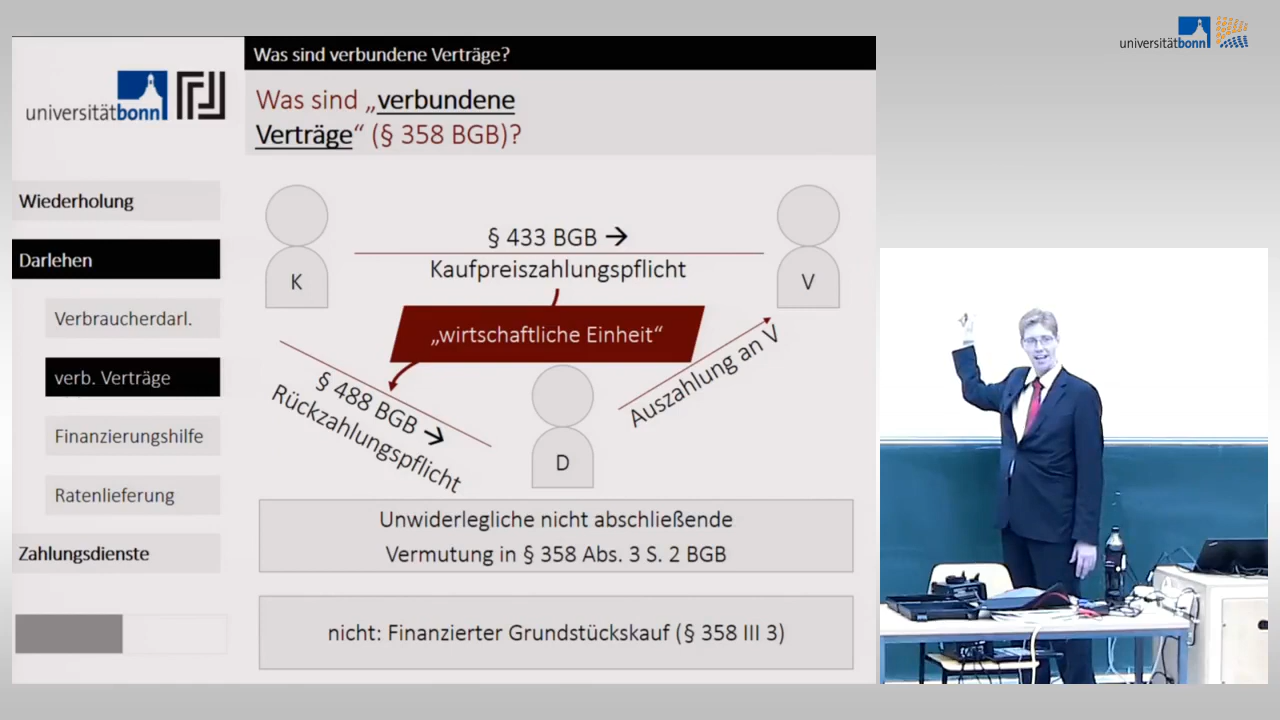 universitätbonn
Was sind verbundene Verträge?
universitätbonn
Was sind „verbundene
Verträge“ (§ 358 BGB)?
Wiederholung
Darlehen
Verbraucherdarl.
verb. Verträge
Finanzierungshilfe
Ratenlieferung
Zahlungsdienste
K
§ 433 BGB →
Kaufpreiszahlungspflicht
V
„wirtschaftliche Einheit“
§ 488 BGB →
Rückzahlungspflicht
Auszahlung an V
D
Unwiderlegliche nicht abschließende
Vermutung in § 358 Abs. 3 S. 2 BGB
nicht: Finanzierter Grundstückskauf (§ 358 III 3)